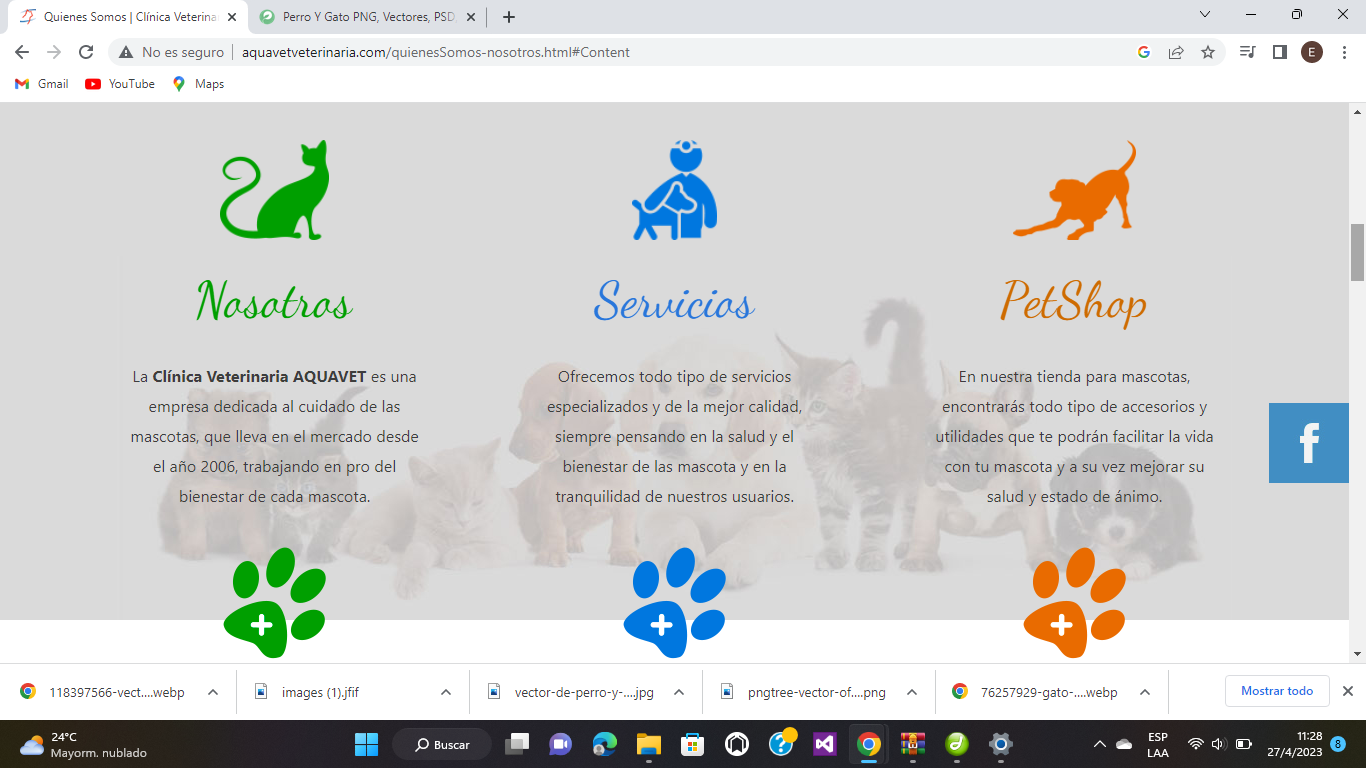 Quienes Somos | Clínica Veterina
Perro Y Gato PNG, Vectores, PSD,
No es seguro
aquavetveterinaria.com/quienesSomos-nosotros.html#Content
E
Gmail
YouTube
Maps
Nosotros
Servicios
PetShop
La Clínica Veterinaria AQUAVET es una
empresa dedicada al cuidado de las
mascotas, que lleva en el mercado desde
el año 2006, trabajando en pro del
bienestar de cada mascota.
Ofrecemos todo tipo de servicios
especializados y de la mejor calidad,
siempre pensando en la salud y el
bienestar de las mascota y en la
tranquilidad de nuestros usuarios.
En nuestra tienda para mascotas,
encontrarás todo tipo de accesorios y
utilidades que te podrán facilitar la vida
con tu mascota y a su vez mejorar su
salud y estado de ánimo.
f
118397566-vect....webp
images (1).jfif
vector-de-perro-y-....jpg
pngtree-vector-of....png
76257929-gato-....webp
Mostrar todo
24°C
Mayorm. nublado
Buscar
ESP
LAA
11:28
27/4/2023
8